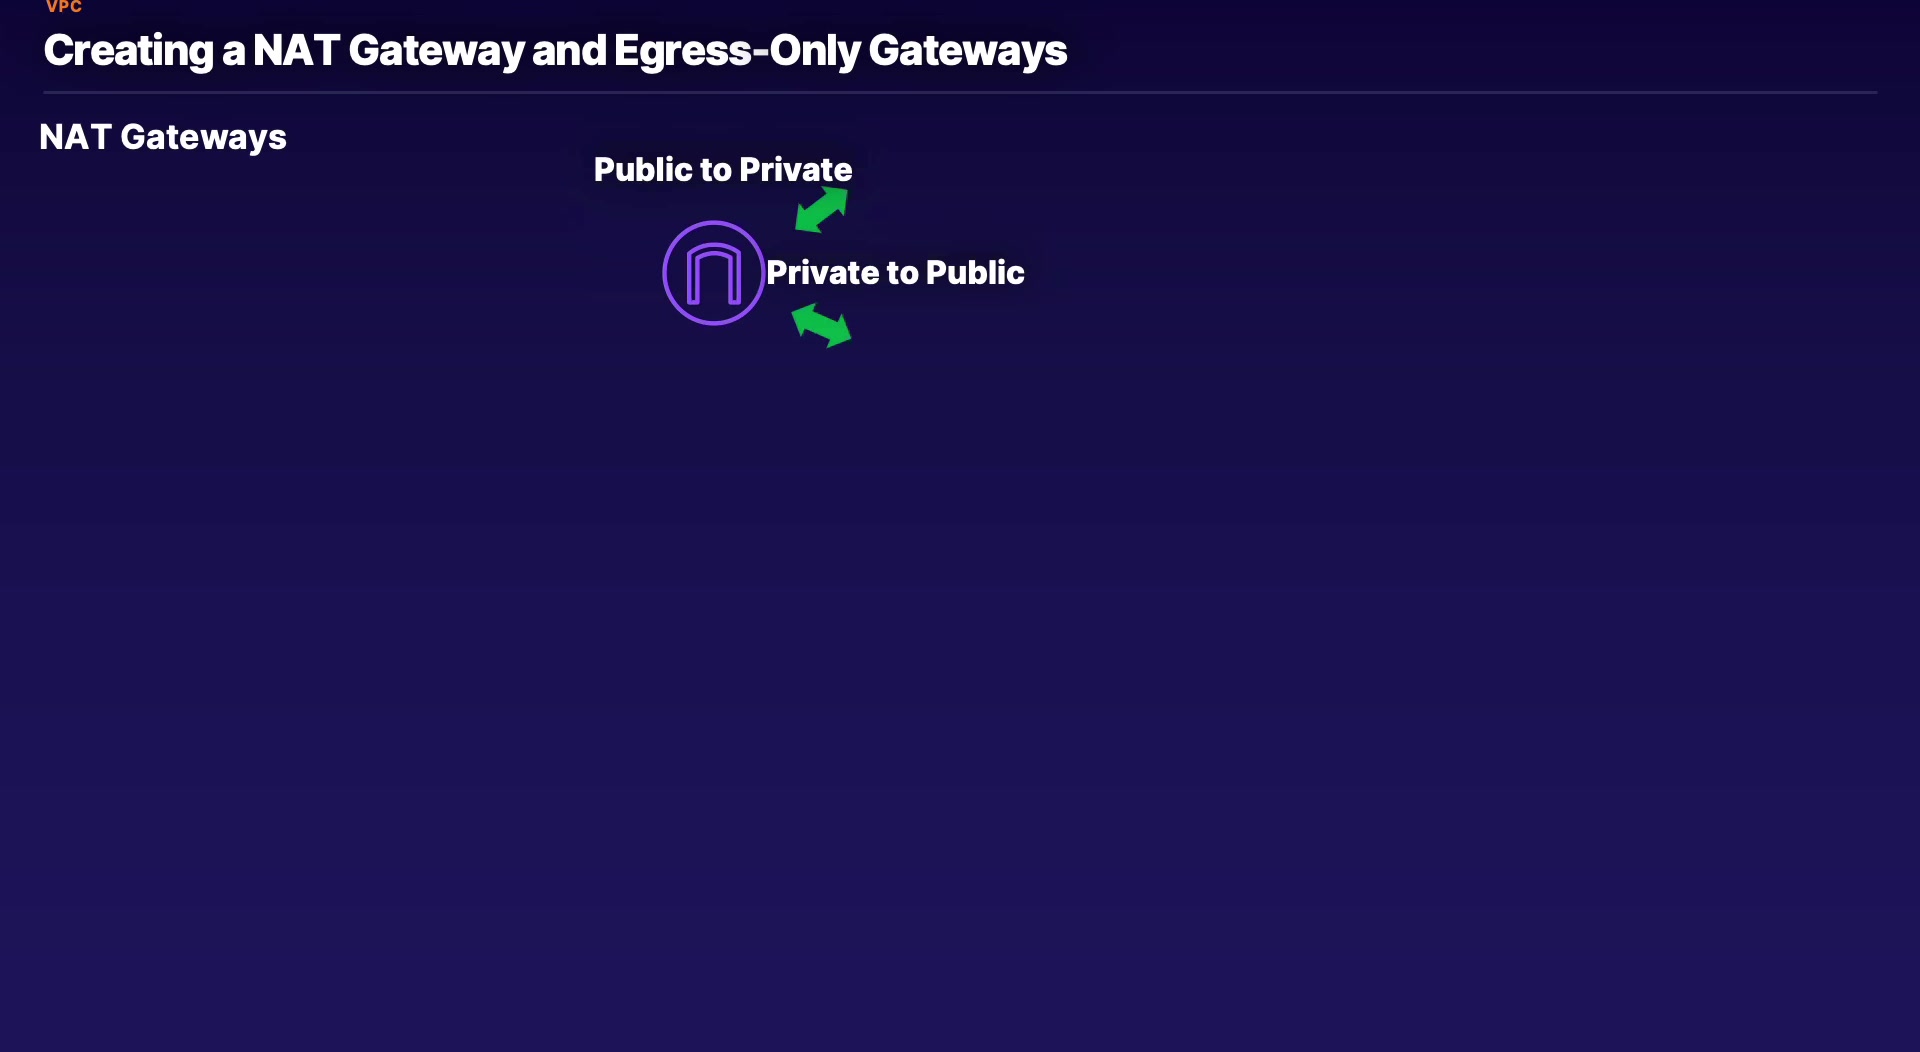 VPC
Creating a NAT Gateway and Egress-Only Gateways
NAT Gateways
Public to Private
Private to Public